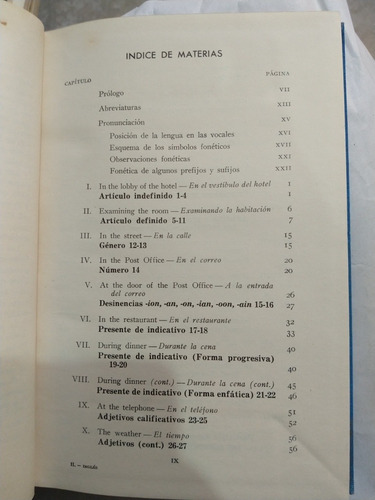 INDICE DE MATERIAS
CAPÍTULO PÁGINA
Prólogo VII
Abreviaturas XIII
Pronunciación XV
Posición de la lengua en las vocales XVI
Esquema de los símbolos fonéticos XVII
Observaciones fonéticas XXI
Fonética de algunos prefijos y sufijos XXII
I. In the lobby of the hotel — En el vestíbulo del hotel 1
Artículo indefinido 1-4 1
II. Examining the room — Examinando la habitación 6
Artículo definido 5-11 7
III. In the street — En la calle 15
Género 12-13 15
IV. In the Post Office — En el correo 20
Número 14 20
V. At the door of the Post Office — A la entrada
del correo 26
Desinencias -ion, -an, -on, -ian, -oon, -ain 15-16 27
VI. In the restaurant — En el restaurante 32
Presente de indicativo 17-18 33
VII. During dinner — Durante la cena 40
Presente de indicativo (Forma progresiva)
19-20 40
VIII. During dinner (cont.) — Durante la cena (cont.) 45
Presente de indicativo (Forma enfática) 21-22 46
IX. At the telephone — En el teléfono 51
Adjetivos calificativos 23-25 52
X. The weather — El tiempo 56
Adjetivos (cont.) 26-27 56
IX